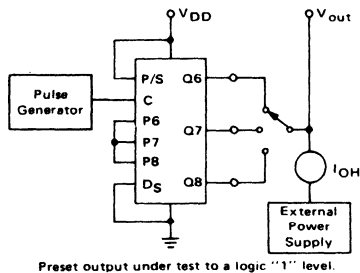 VDD
Vout
P/S
Q6
Pulse
Generator
C
P6
P7
Q7
P8
DS
Q8
IOH
External
Power
Supply
Preset output under test to a logic "1" level.